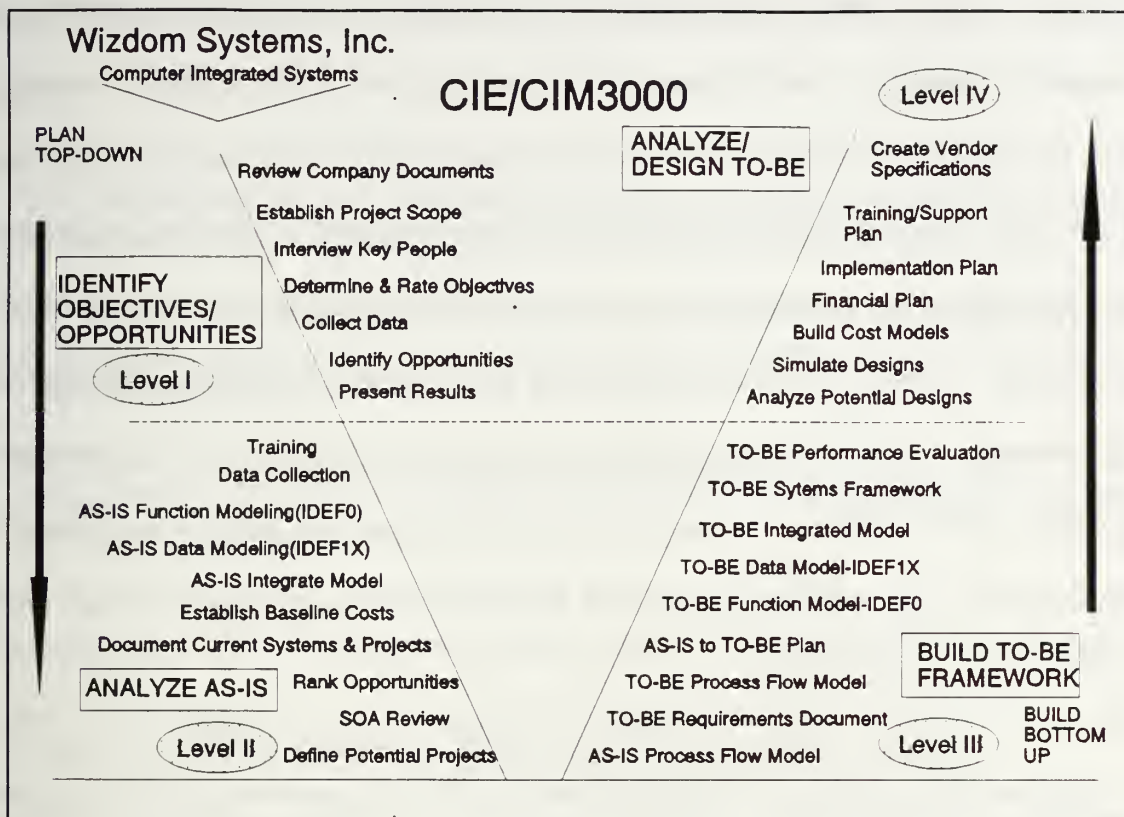 Wizdom Systems, Inc.
Computer Integrated Systems
CIE/CIM3000
PLAN
TOP-DOWN
IDENTIFY
OBJECTIVES/
OPPORTUNITIES
Level I
Review Company Documents
Establish Project Scope
Interview Key People
Determine & Rate Objectives
Collect Data
Identify Opportunities
Present Results
Training
Data Collection
AS-IS Function Modeling(IDEF0)
AS-IS Data Modeling(IDEF1X)
AS-IS Integrate Model
Establish Baseline Costs
Document Current Systems & Projects
Rank Opportunities
SOA Review
Define Potential Projects
ANALYZE AS-IS
Level II
ANALYZE/
DESIGN TO-BE
Level IV
Create Vendor
Specifications
Training/Support
Plan
Implementation Plan
Financial Plan
Build Cost Models
Simulate Designs
Analyze Potential Designs
TO-BE Performance Evaluation
TO-BE Sytems Framework
TO-BE Integrated Model
TO-BE Data Model-IDEF1X
TO-BE Function Model-IDEF0
AS-IS to TO-BE Plan
TO-BE Process Flow Model
TO-BE Requirements Document
AS-IS Process Flow Model
BUILD TO-BE
FRAMEWORK
Level III
BUILD
BOTTOM
UP